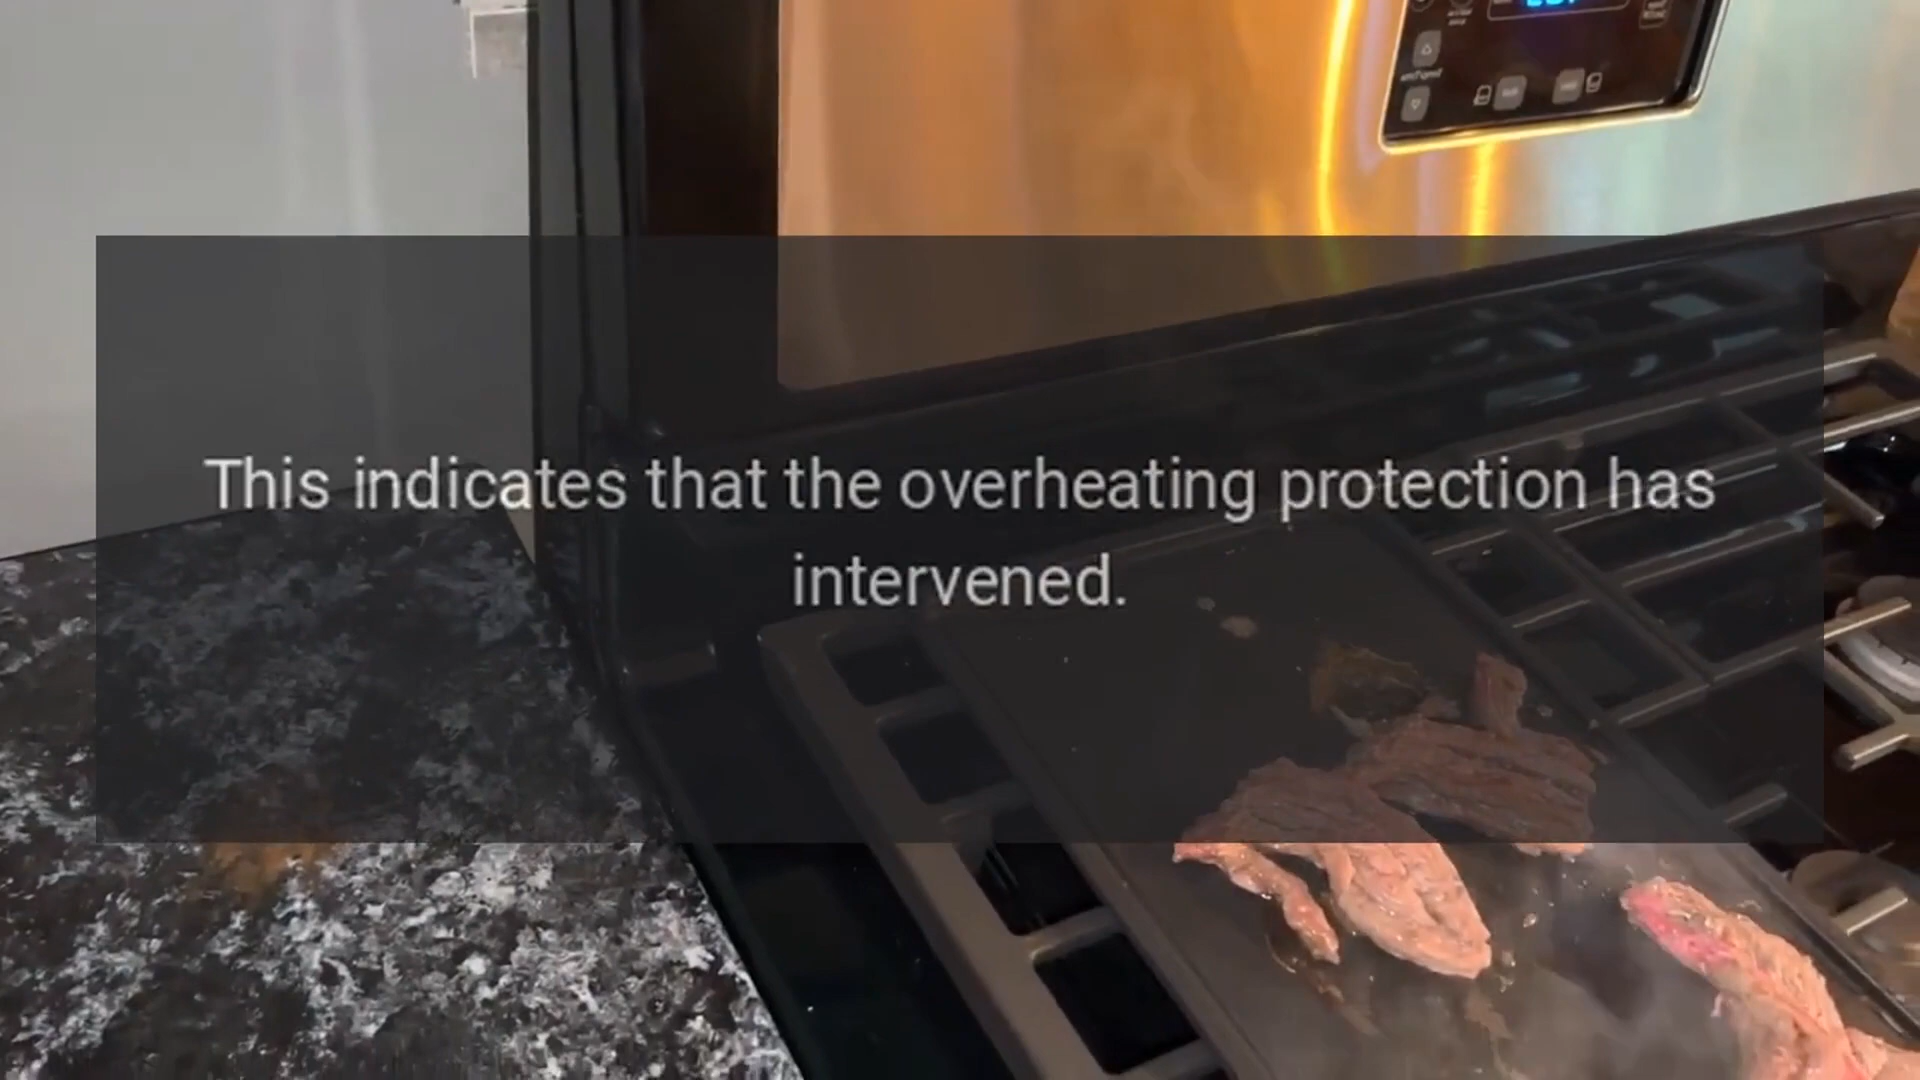 This indicates that the overheating protection has
intervened.